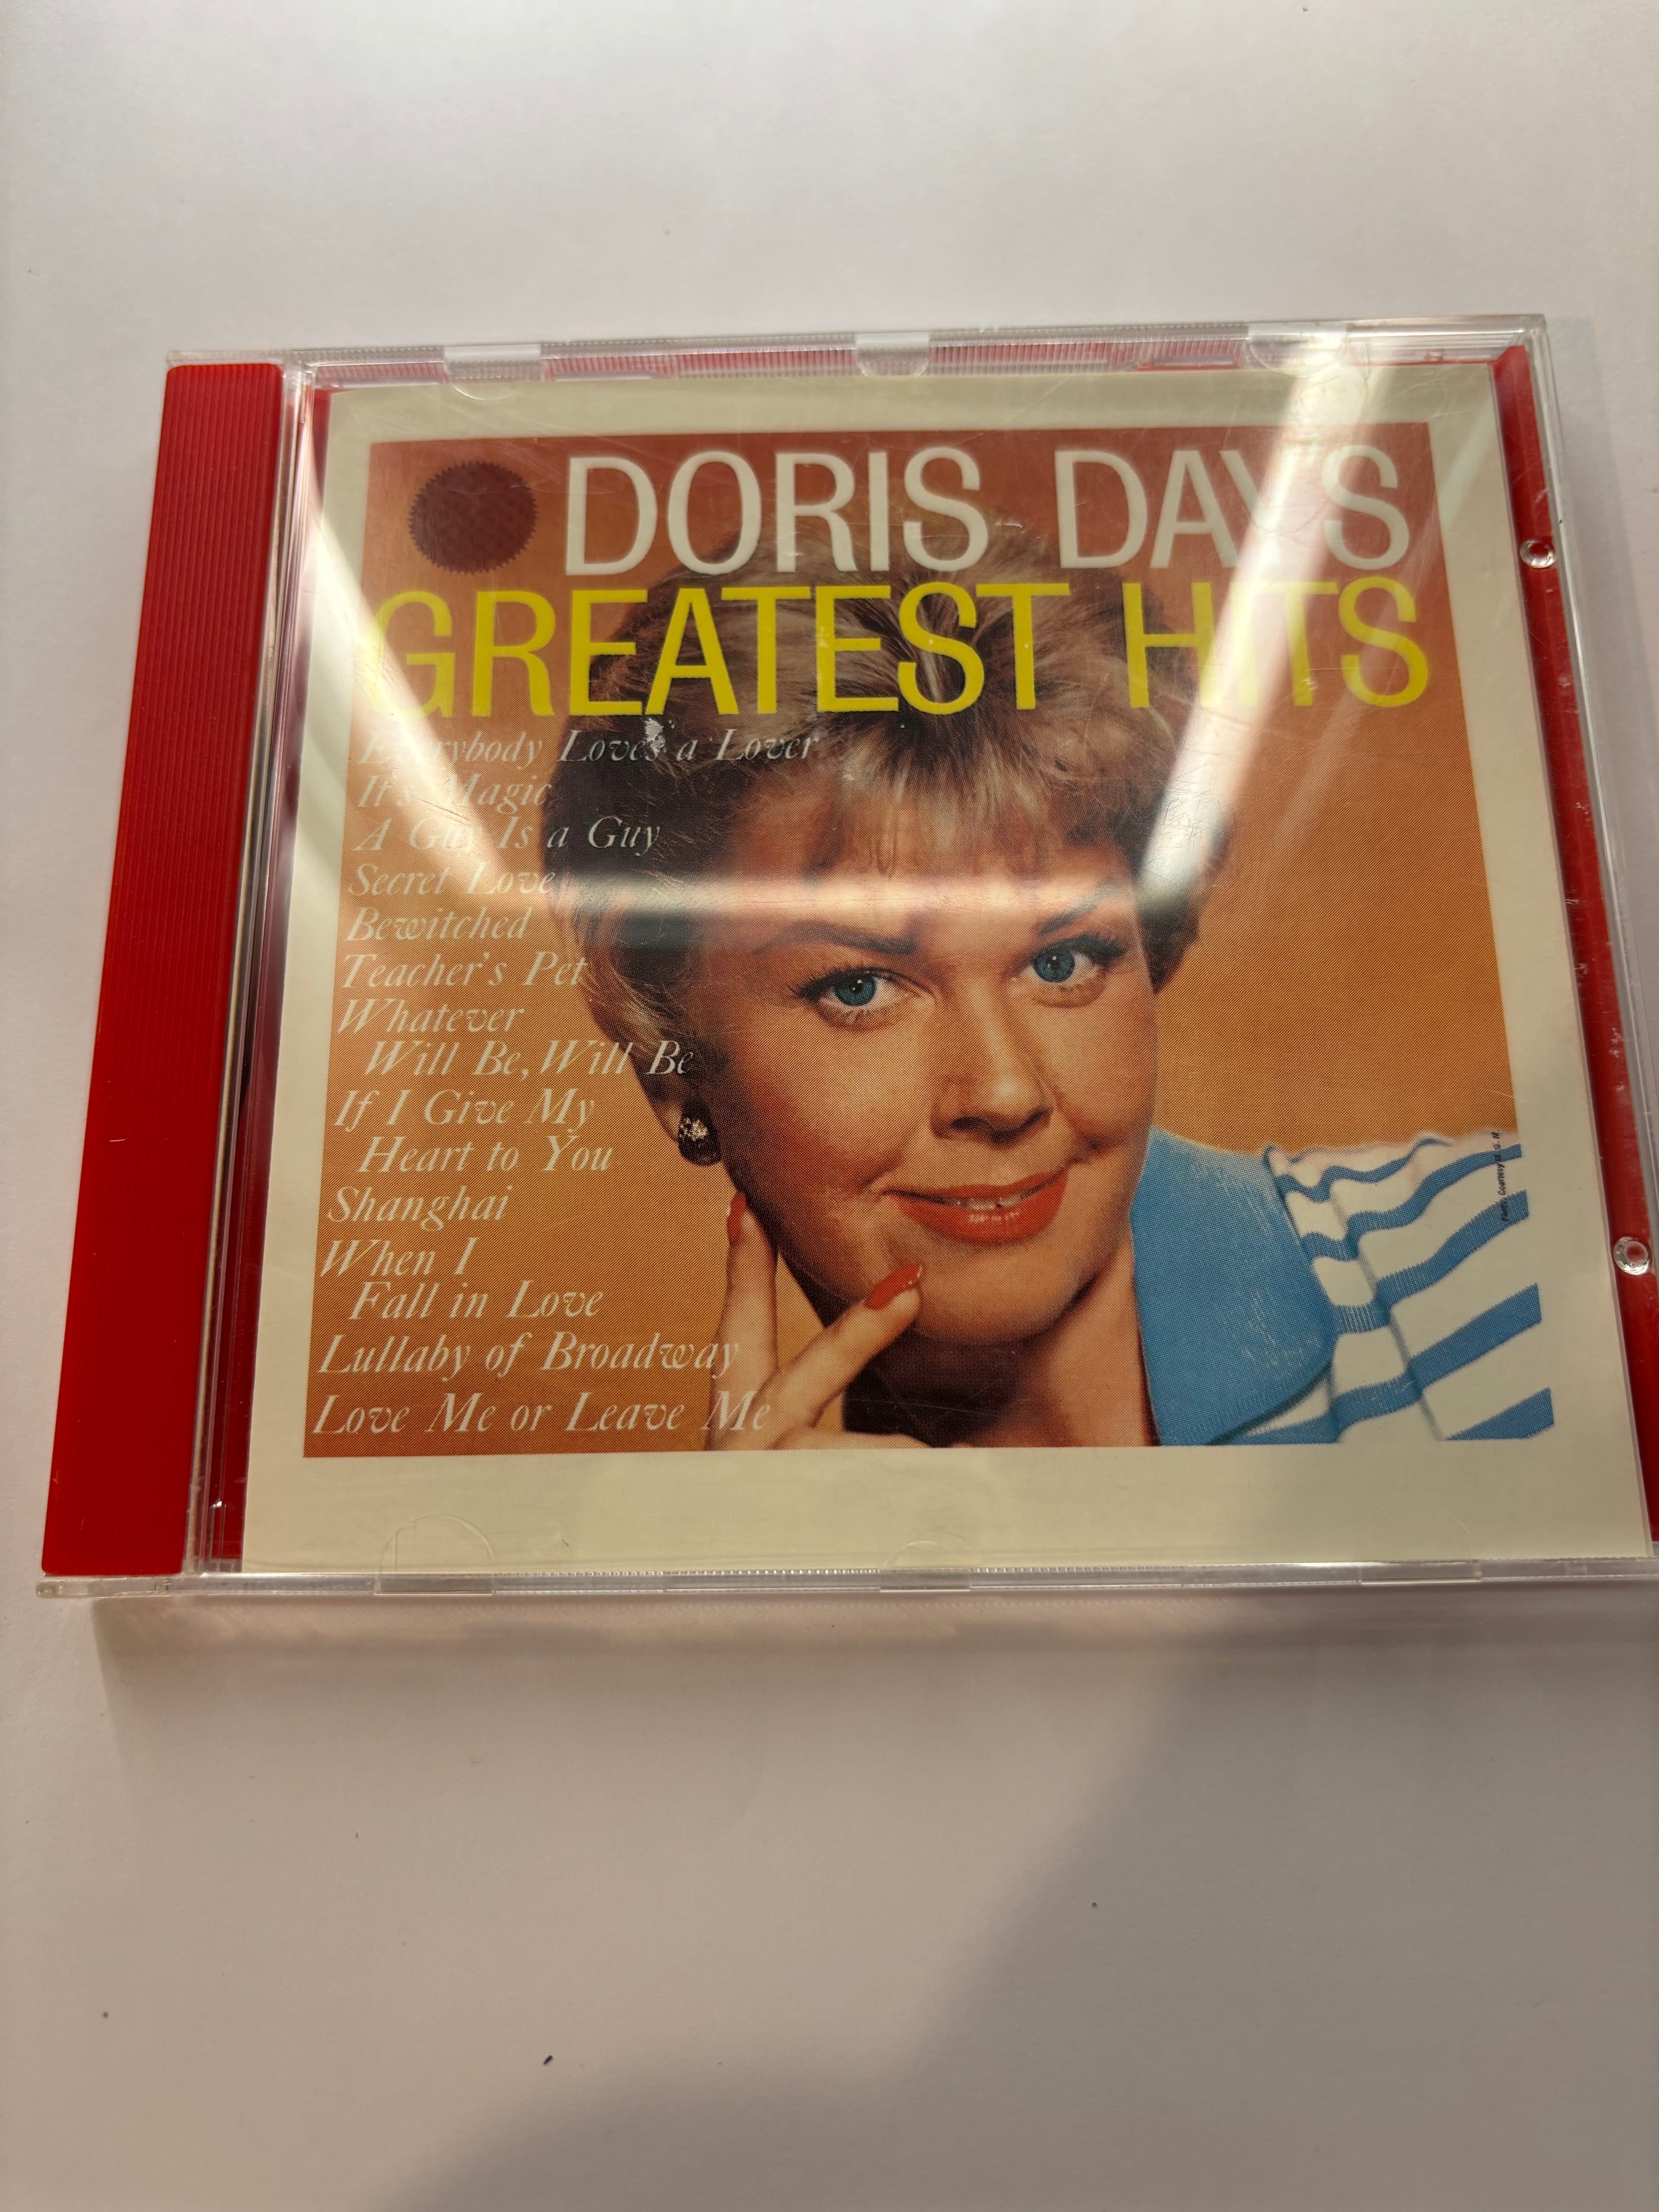 DORIS DAY'S
GREATEST HITS
Everybody Loves a Lover
It's Magic
A Guy Is a Guy
Secret Love
Bewitched
Teacher's Pet
Whatever
Will Be, Will Be
If I Give My
Heart to You
Shanghai
When I
Fall in Love
Lullaby of Broadway
Love Me or Leave Me
Courtesy M. G. M.